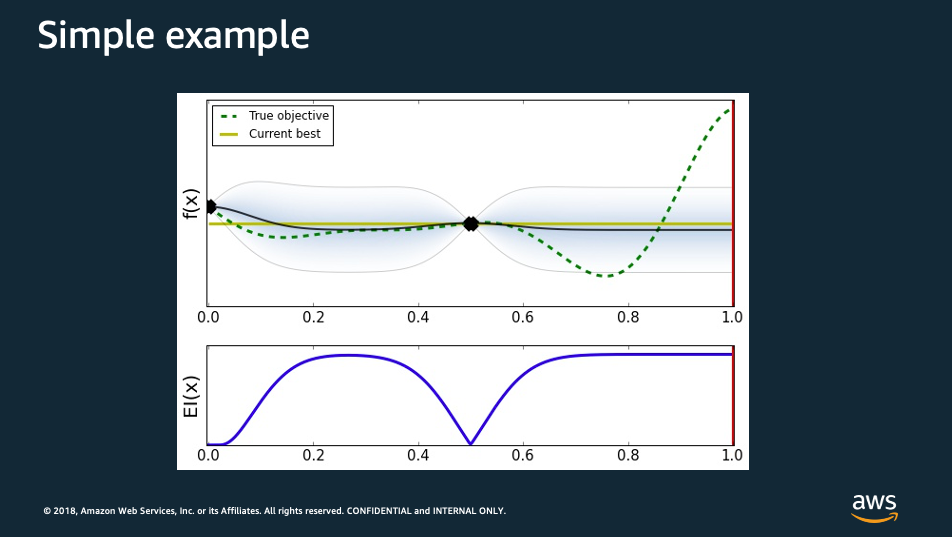 Simple example
True objective
Current best
f(x)
0.0 0.2 0.4 0.6 0.8 1.0
EI(x)
0.0 0.2 0.4 0.6 0.8 1.0
© 2018, Amazon Web Services, Inc. or its Affiliates. All rights reserved. CONFIDENTIAL and INTERNAL ONLY.
aws